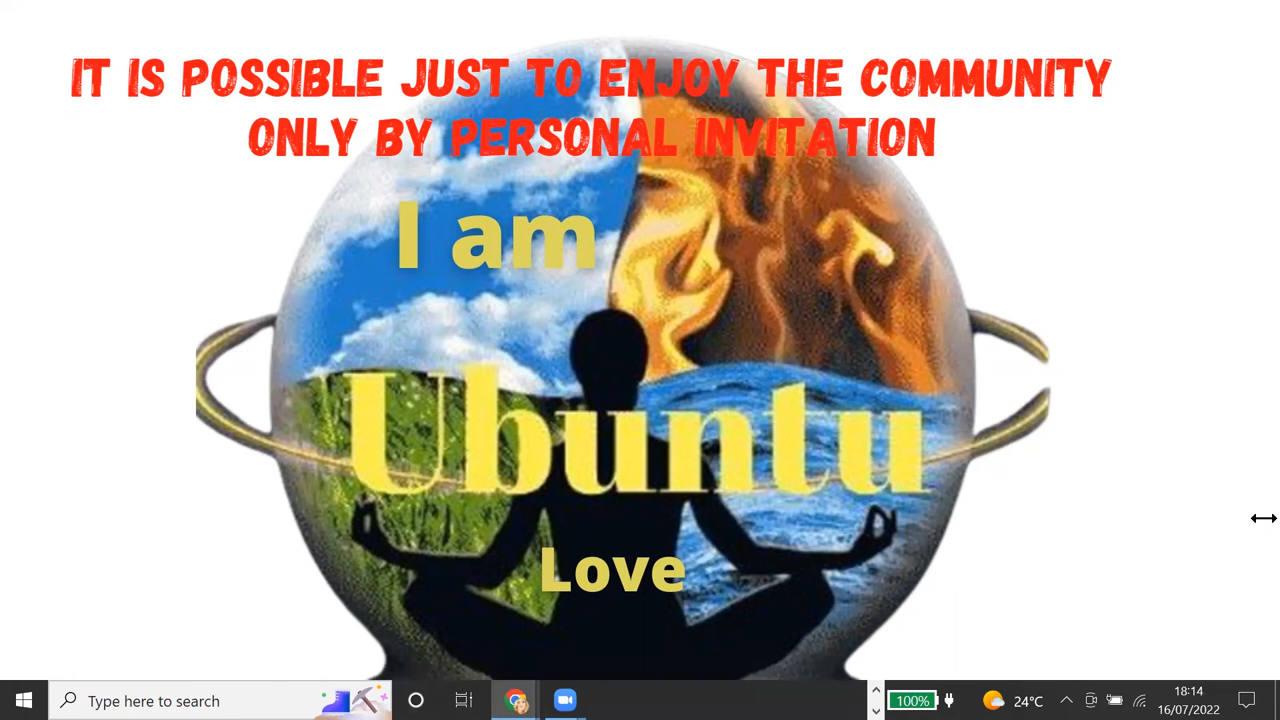 IT IS POSSIBLE JUST TO ENJOY THE COMMUNITY
ONLY BY PERSONAL INVITATION
I am
Ubuntu
Love
Type here to search
100%
24°C
18:14
16/07/2022